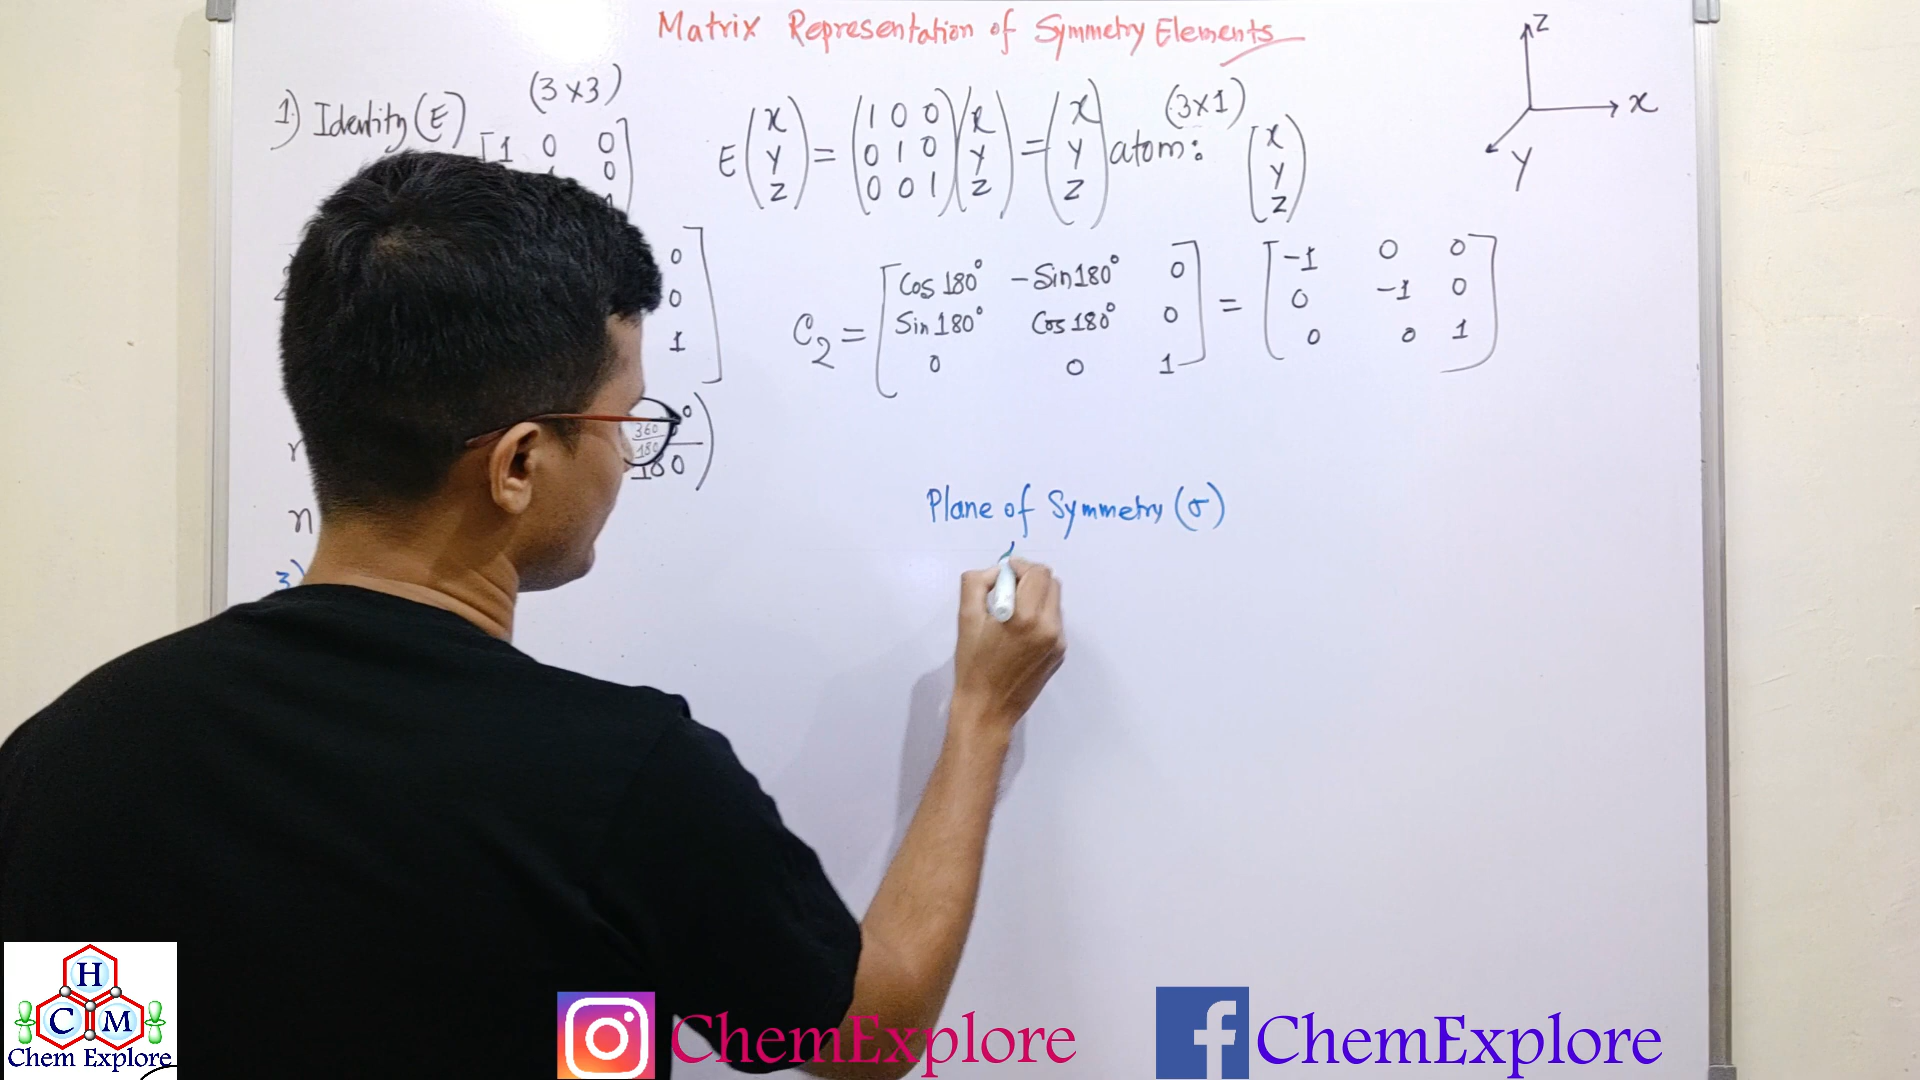 Matrix Representation of Symmetry Elements
Z
X
Y
1) Identity (E)
(3×3)
1 0 0
0
E (X Y Z) = (1 0 0 0 1 0 0 0 1) (X Y Z) = (X Y Z)
atom:
(3×1)
X
Y
Z
0
0
1
C2 = [Cos 180° -Sin 180° 0
Sin 180° Cos 180° 0
0 0 1] = [-1 0 0
0 -1 0
0 0 1]
360
180
0
180
n
3)
Plane of Symmetry (σ)
H
C M
Chem Explore
ChemExplore
ChemExplore